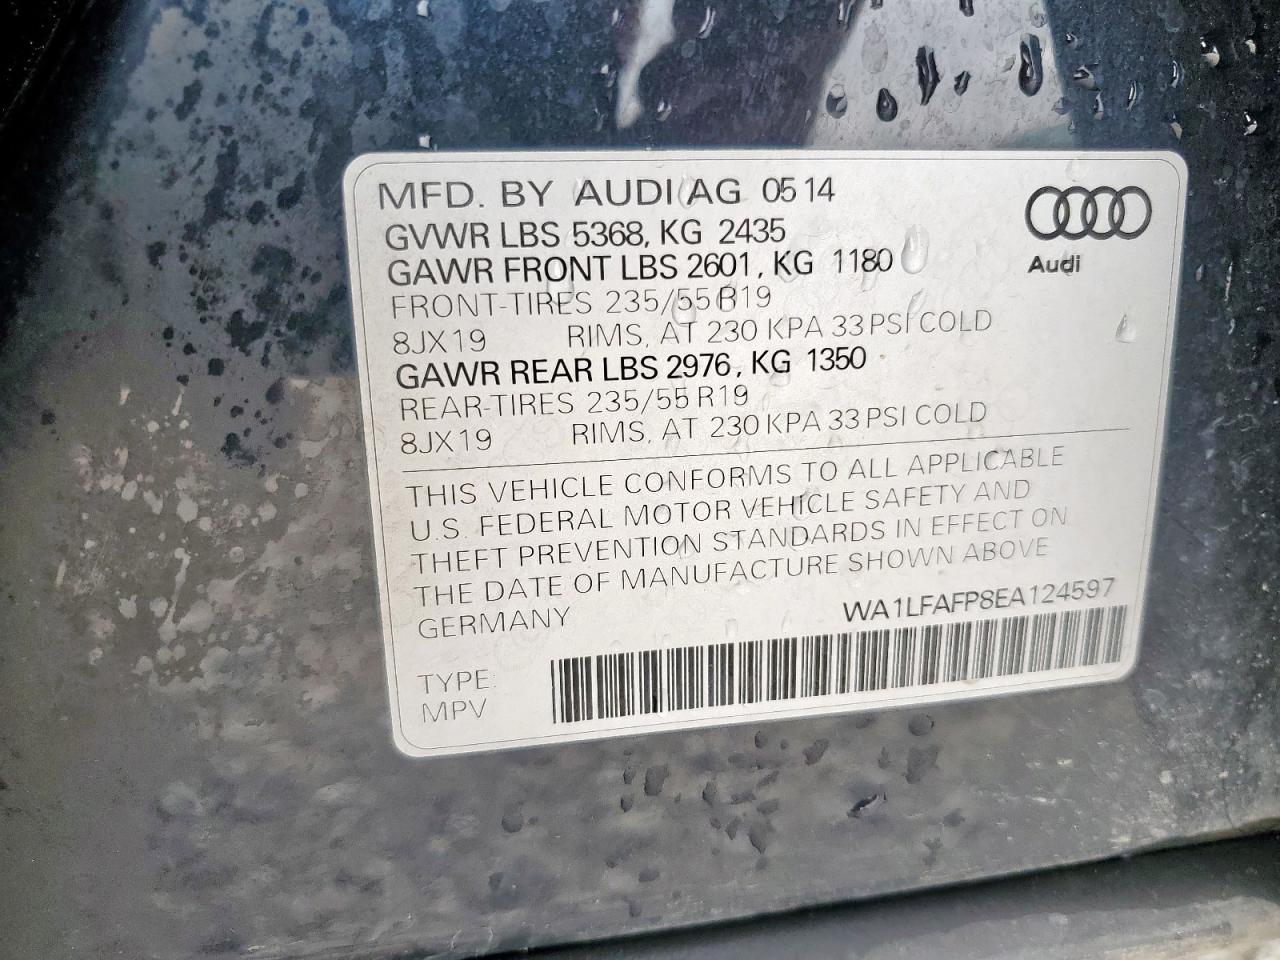 MFD. BY AUDI AG 05 14
Audi
GVWR LBS 5368, KG 2435
GAWR FRONT LBS 2601, KG 1180
FRONT-TIRES 235/55 R19
8JX19 RIMS, AT 230 KPA 33 PSI COLD
GAWR REAR LBS 2976, KG 1350
REAR-TIRES 235/55 R19
8JX19 RIMS, AT 230 KPA 33 PSI COLD
THIS VEHICLE CONFORMS TO ALL APPLICABLE
U.S. FEDERAL MOTOR VEHICLE SAFETY AND
THEFT PREVENTION STANDARDS IN EFFECT ON
THE DATE OF MANUFACTURE SHOWN ABOVE
GERMANY WA1LFAFP8EA124597
TYPE:
MPV